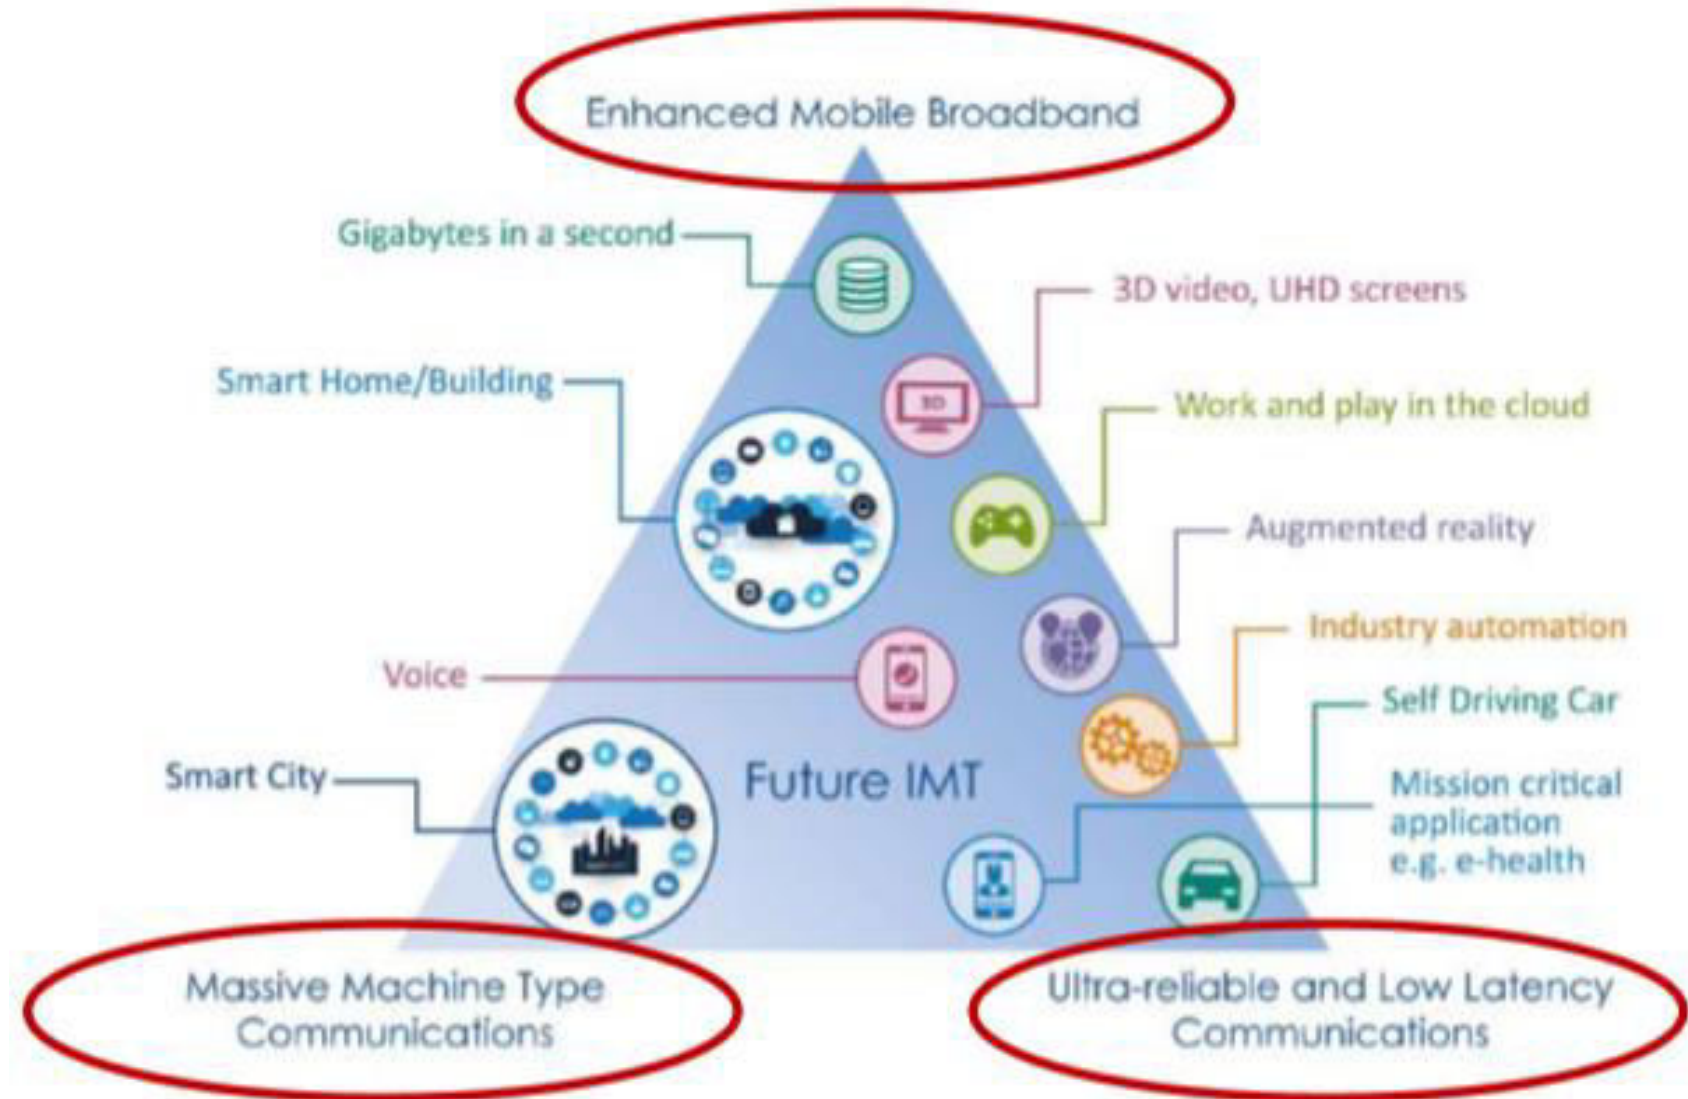 Enhanced Mobile Broadband
Gigabytes in a second
3D video, UHD screens
Smart Home/Building
3D
Work and play in the cloud
Augmented reality
Industry automation
Voice
Self Driving Car
Smart City
Future IMT
Mission critical
application
e.g. e-health
Massive Machine Type
Communications
Ultra-reliable and Low Latency
Communications